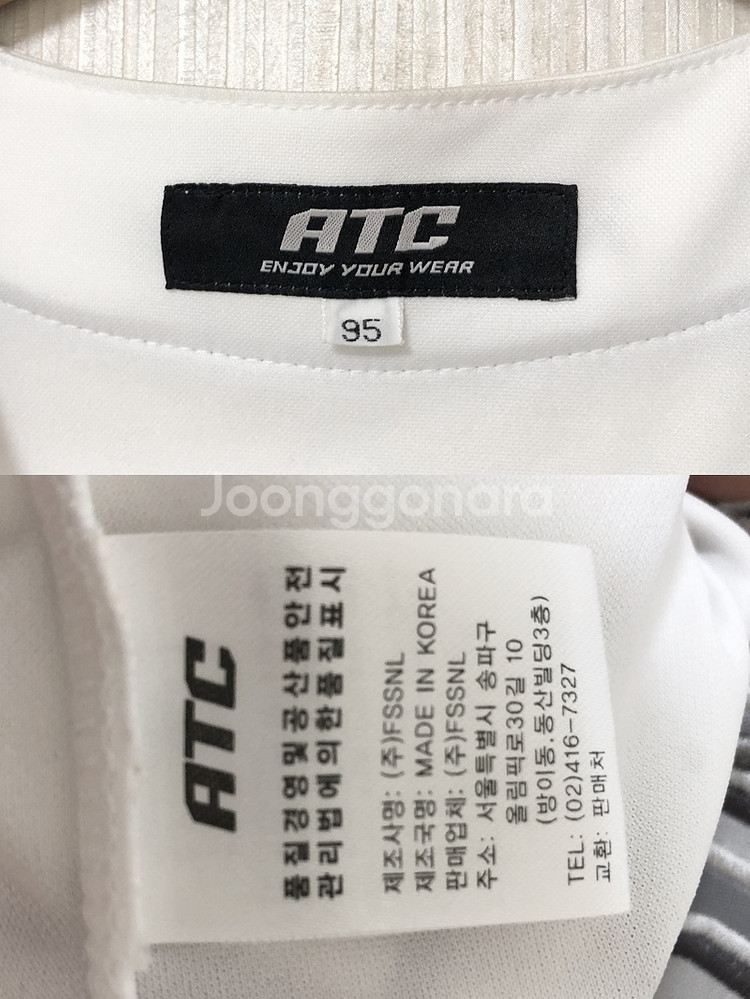 ATC
ENJOY YOUR WEAR
95
Joonggonara
ATC
품질경영및공산품안전
관리법에의한품질표시
제조사명: (주)FSSNL
제조국명: MADE IN KOREA
판매업체: (주)FSSNL
주소: 서울특별시 송파구
올림픽로30길 10
(방이동.동산빌딩3층)
TEL: (02)416-7327
교환: 판매처